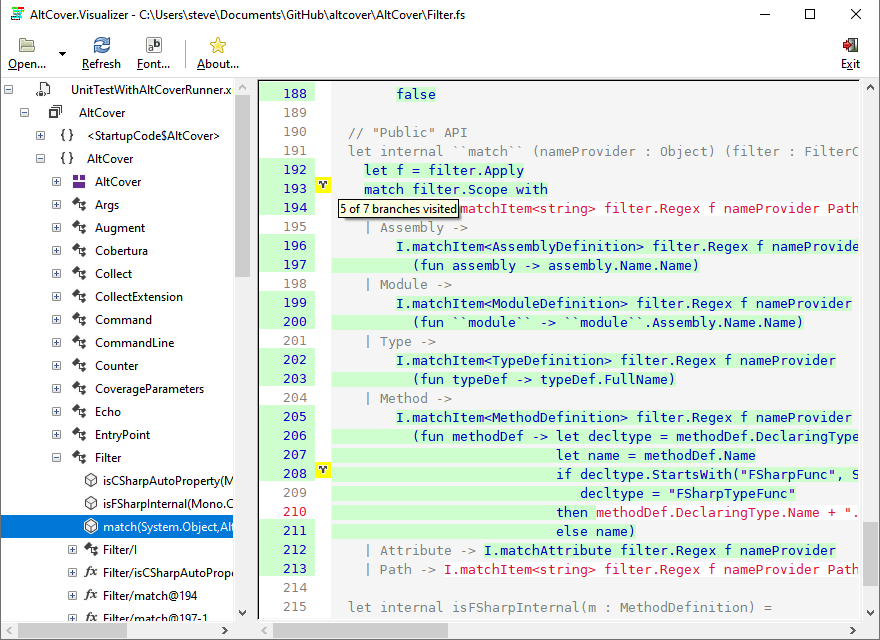 AltCover.Visualizer - C:\Users\steve\Documents\GitHub\altcover\AltCover\Filter.fs
Open... Refresh Font... About... Exit
UnitTestWithAltCoverRunner.x
AltCover
<StartupCode$AltCover>
AltCover
AltCover
Args
Augment
Cobertura
Collect
CollectExtension
Command
CommandLine
Counter
CoverageParameters
Echo
EntryPoint
Filter
isCSharpAutoProperty(M
isFSharpInternal(Mono.C
match(System.Object,Alt
Filter/I
Filter/isCSharpAutoPrope
Filter/match@194
Filter/match@197-1
188 false
189
190 // "Public" API
191 let internal ``match`` (nameProvider : Object) (filter : FilterC
192 let f = filter.Apply
193 match filter.Scope with
194 matchItem<string> filter.Regex f nameProvider Path
5 of 7 branches visited
195 | Assembly ->
196 I.matchItem<AssemblyDefinition> filter.Regex f nameProvide
197 (fun assembly -> assembly.Name.Name)
198 | Module ->
199 I.matchItem<ModuleDefinition> filter.Regex f nameProvider
200 (fun ``module`` -> ``module``.Assembly.Name.Name)
201 | Type ->
202 I.matchItem<TypeDefinition> filter.Regex f nameProvider
203 (fun typeDef -> typeDef.FullName)
204 | Method ->
205 I.matchItem<MethodDefinition> filter.Regex f nameProvider
206 (fun methodDef -> let decltype = methodDef.DeclaringType
207 let name = methodDef.Name
208 if decltype.StartsWith("FSharpFunc", S
209 decltype = "FSharpTypeFunc"
210 then methodDef.DeclaringType.Name + ".
211 else name)
212 | Attribute -> I.matchAttribute filter.Regex f nameProvider
213 | Path -> I.matchItem<string> filter.Regex f nameProvider Path
214
215 let internal isFSharpInternal(m : MethodDefinition) =